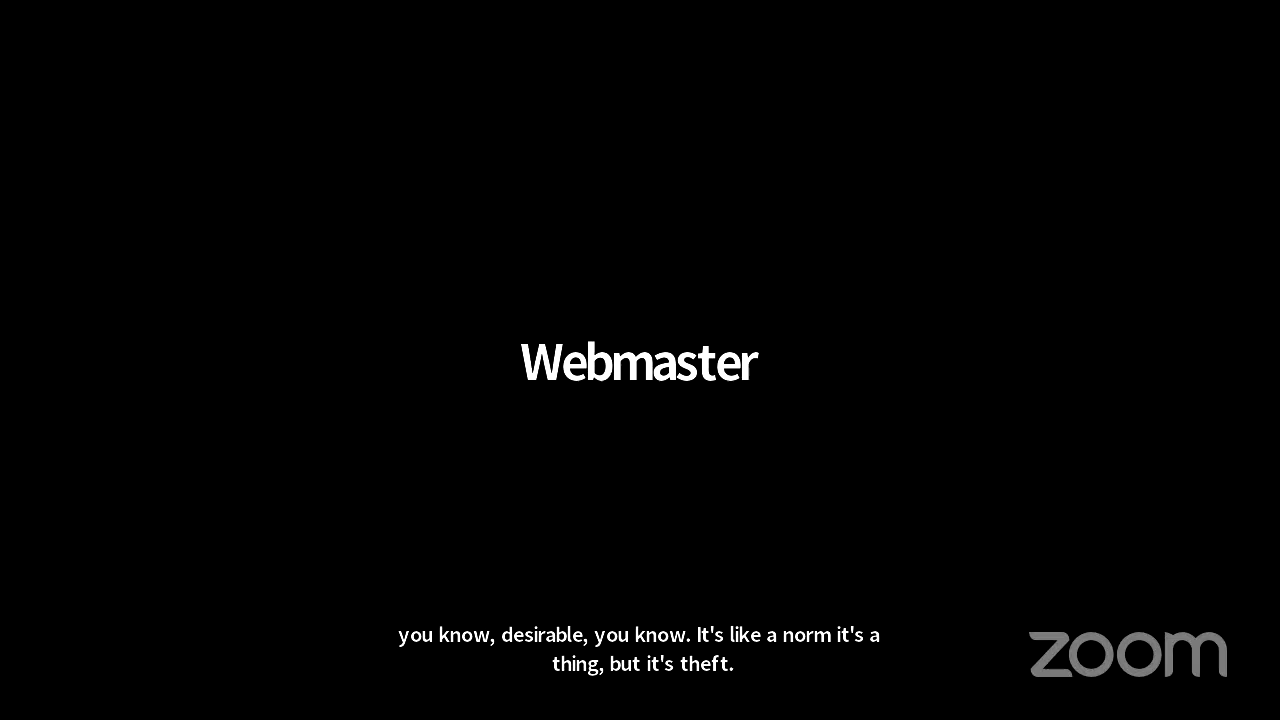 Webmaster
you know, desirable, you know. It's like a norm it's a
thing, but it's theft.
zoom